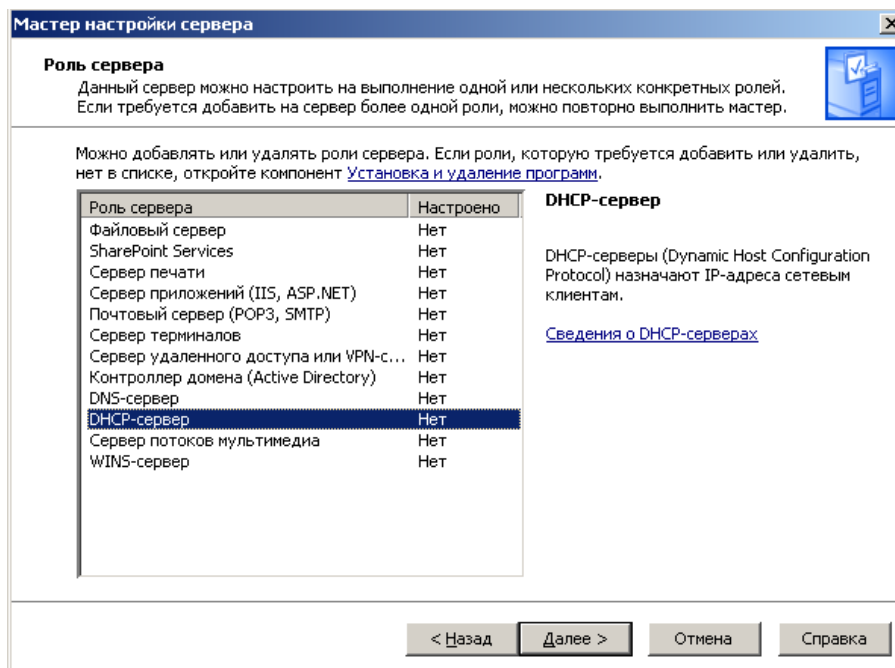 Мастер настройки сервера
Роль сервера
Данный сервер можно настроить на выполнение одной или нескольких конкретных ролей.
Если требуется добавить на сервер более одной роли, можно повторно выполнить мастер.
Можно добавлять или удалять роли сервера. Если роли, которую требуется добавить или удалить,
нет в списке, откройте компонент Установка и удаление программ.
Роль сервера Настроено
Файловый сервер Нет
SharePoint Services Нет
Сервер печати Нет
Сервер приложений (IIS, ASP.NET) Нет
Почтовый сервер (POP3, SMTP) Нет
Сервер терминалов Нет
Сервер удаленного доступа или VPN-с... Нет
Контроллер домена (Active Directory) Нет
DNS-сервер Нет
DHCP-сервер Нет
Сервер потоков мультимедиа Нет
WINS-сервер Нет
DHCP-сервер
DHCP-серверы (Dynamic Host Configuration
Protocol) назначают IP-адреса сетевым
клиентам.
Сведения о DHCP-серверах
< Назад Далее > Отмена Справка